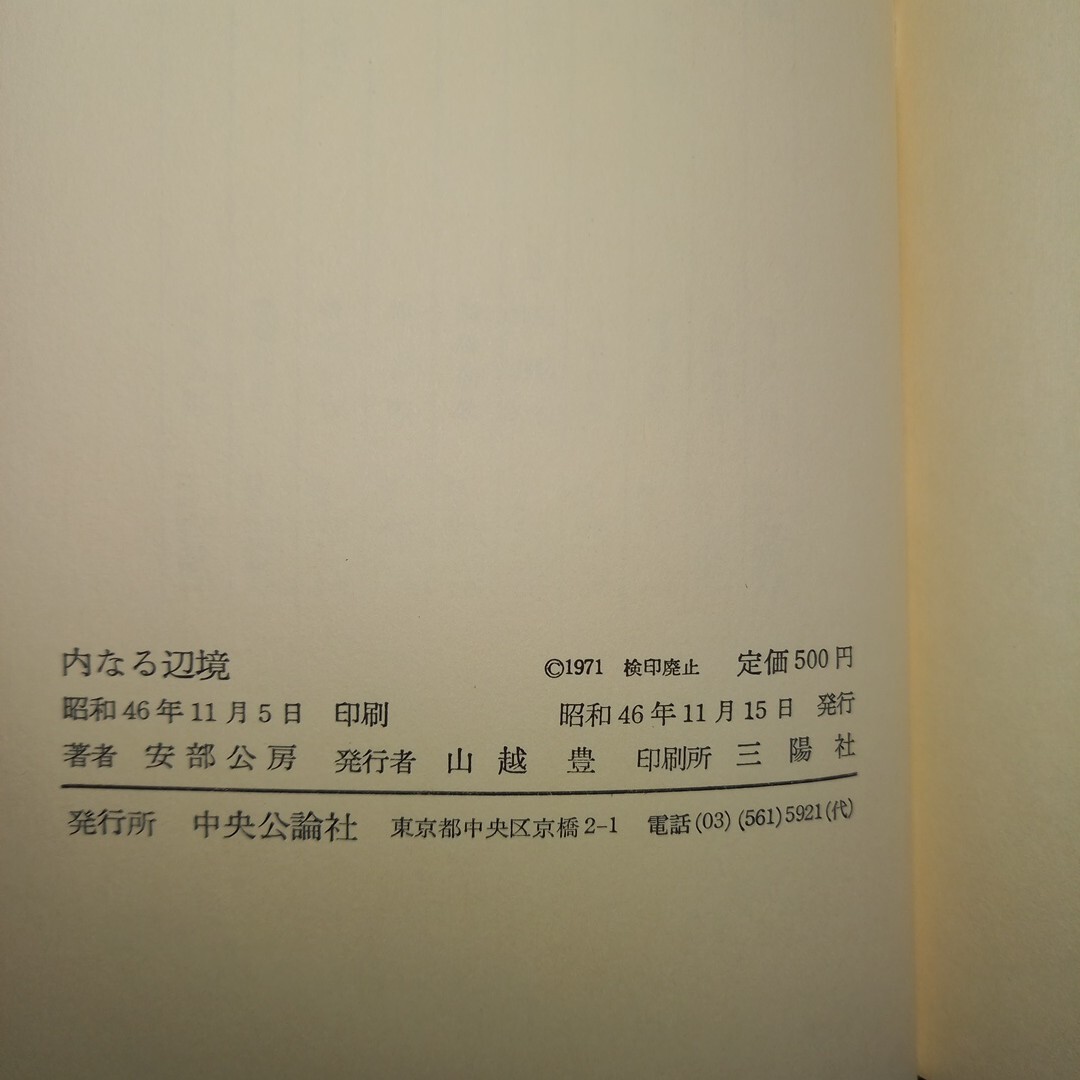 内なる辺境 ©1971 検印廃止 定価500円
昭和46年11月5日 印刷 昭和46年11月15日 発行
著者 安部公房 発行者 山越 豊 印刷所 三陽社
発行所 中央公論社 東京都中央区京橋2-1 電話(03)(561)5921(代)